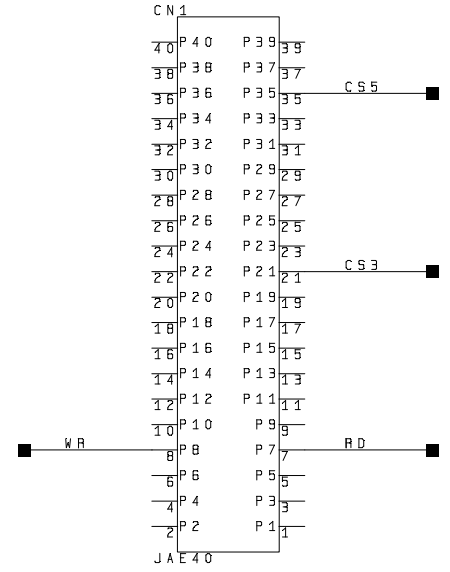 CN1
P40 P39
40 39
P38 P37
38 37
P36 P35 CS5
36 35
P34 P33
34 33
P32 P31
32 31
P30 P29
30 29
P28 P27
28 27
P26 P25
26 25
P24 P23
24 23
P22 P21 CS3
22 21
P20 P19
20 19
P18 P17
18 17
P16 P15
16 15
P14 P13
14 13
P12 P11
12 11
P10 P9
10 9
WR P8 P7 RD
8 7
P6 P5
6 5
P4 P3
4 3
P2 P1
2 1
JAE40